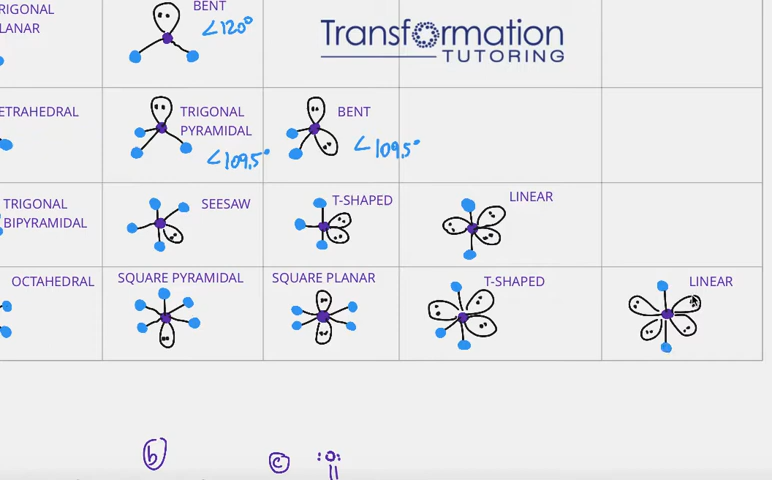 BENT
RIGONAL
LANAR
<120°
Transformation
TUTORING
ETRAHEDRAL
TRIGONAL
PYRAMIDAL
<109.5°
BENT
<109.5°
TRIGONAL
BIPYRAMIDAL
SEESAW
T-SHAPED
LINEAR
OCTAHEDRAL
SQUARE PYRAMIDAL
SQUARE PLANAR
T-SHAPED
LINEAR
b
c
:O: